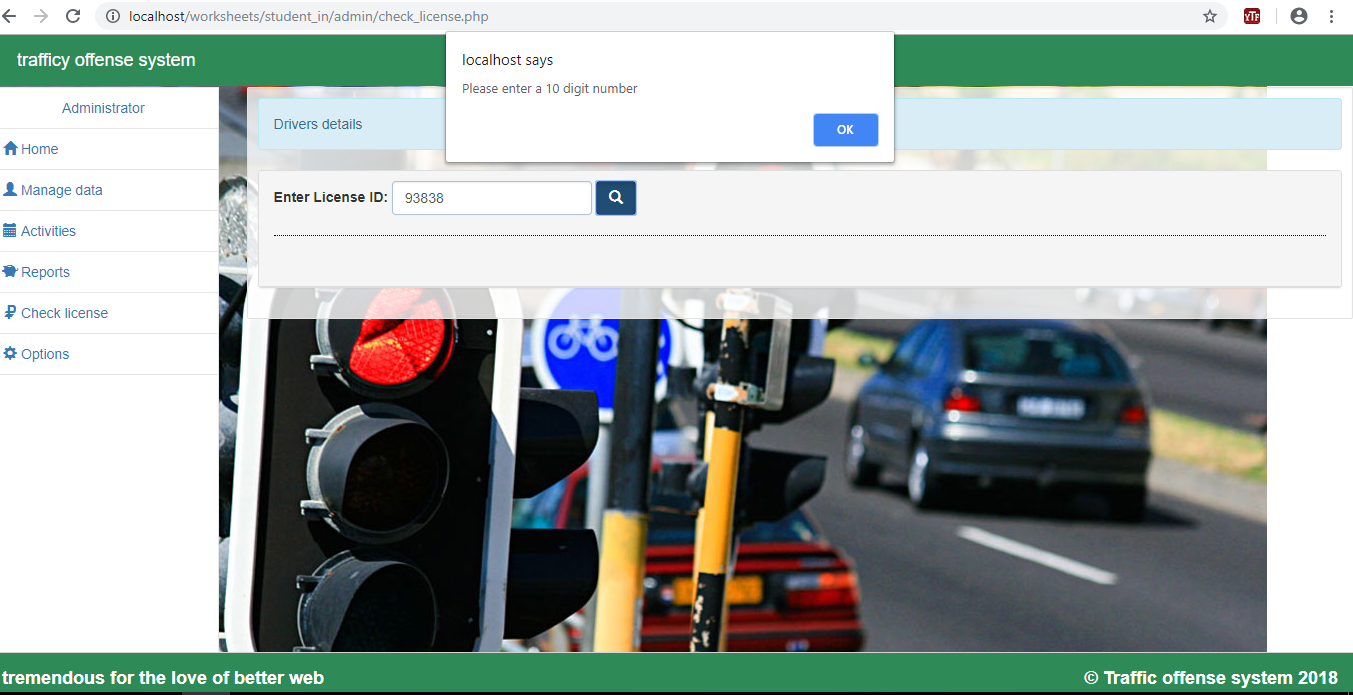 localhost/worksheets/student_in/admin/check_license.php
YTF
trafficy offense system
localhost says
Please enter a 10 digit number
OK
Administrator
Home
Manage data
Activities
Reports
Check license
Options
Drivers details
Enter License ID: 93838
tremendous for the love of better web
© Traffic offense system 2018